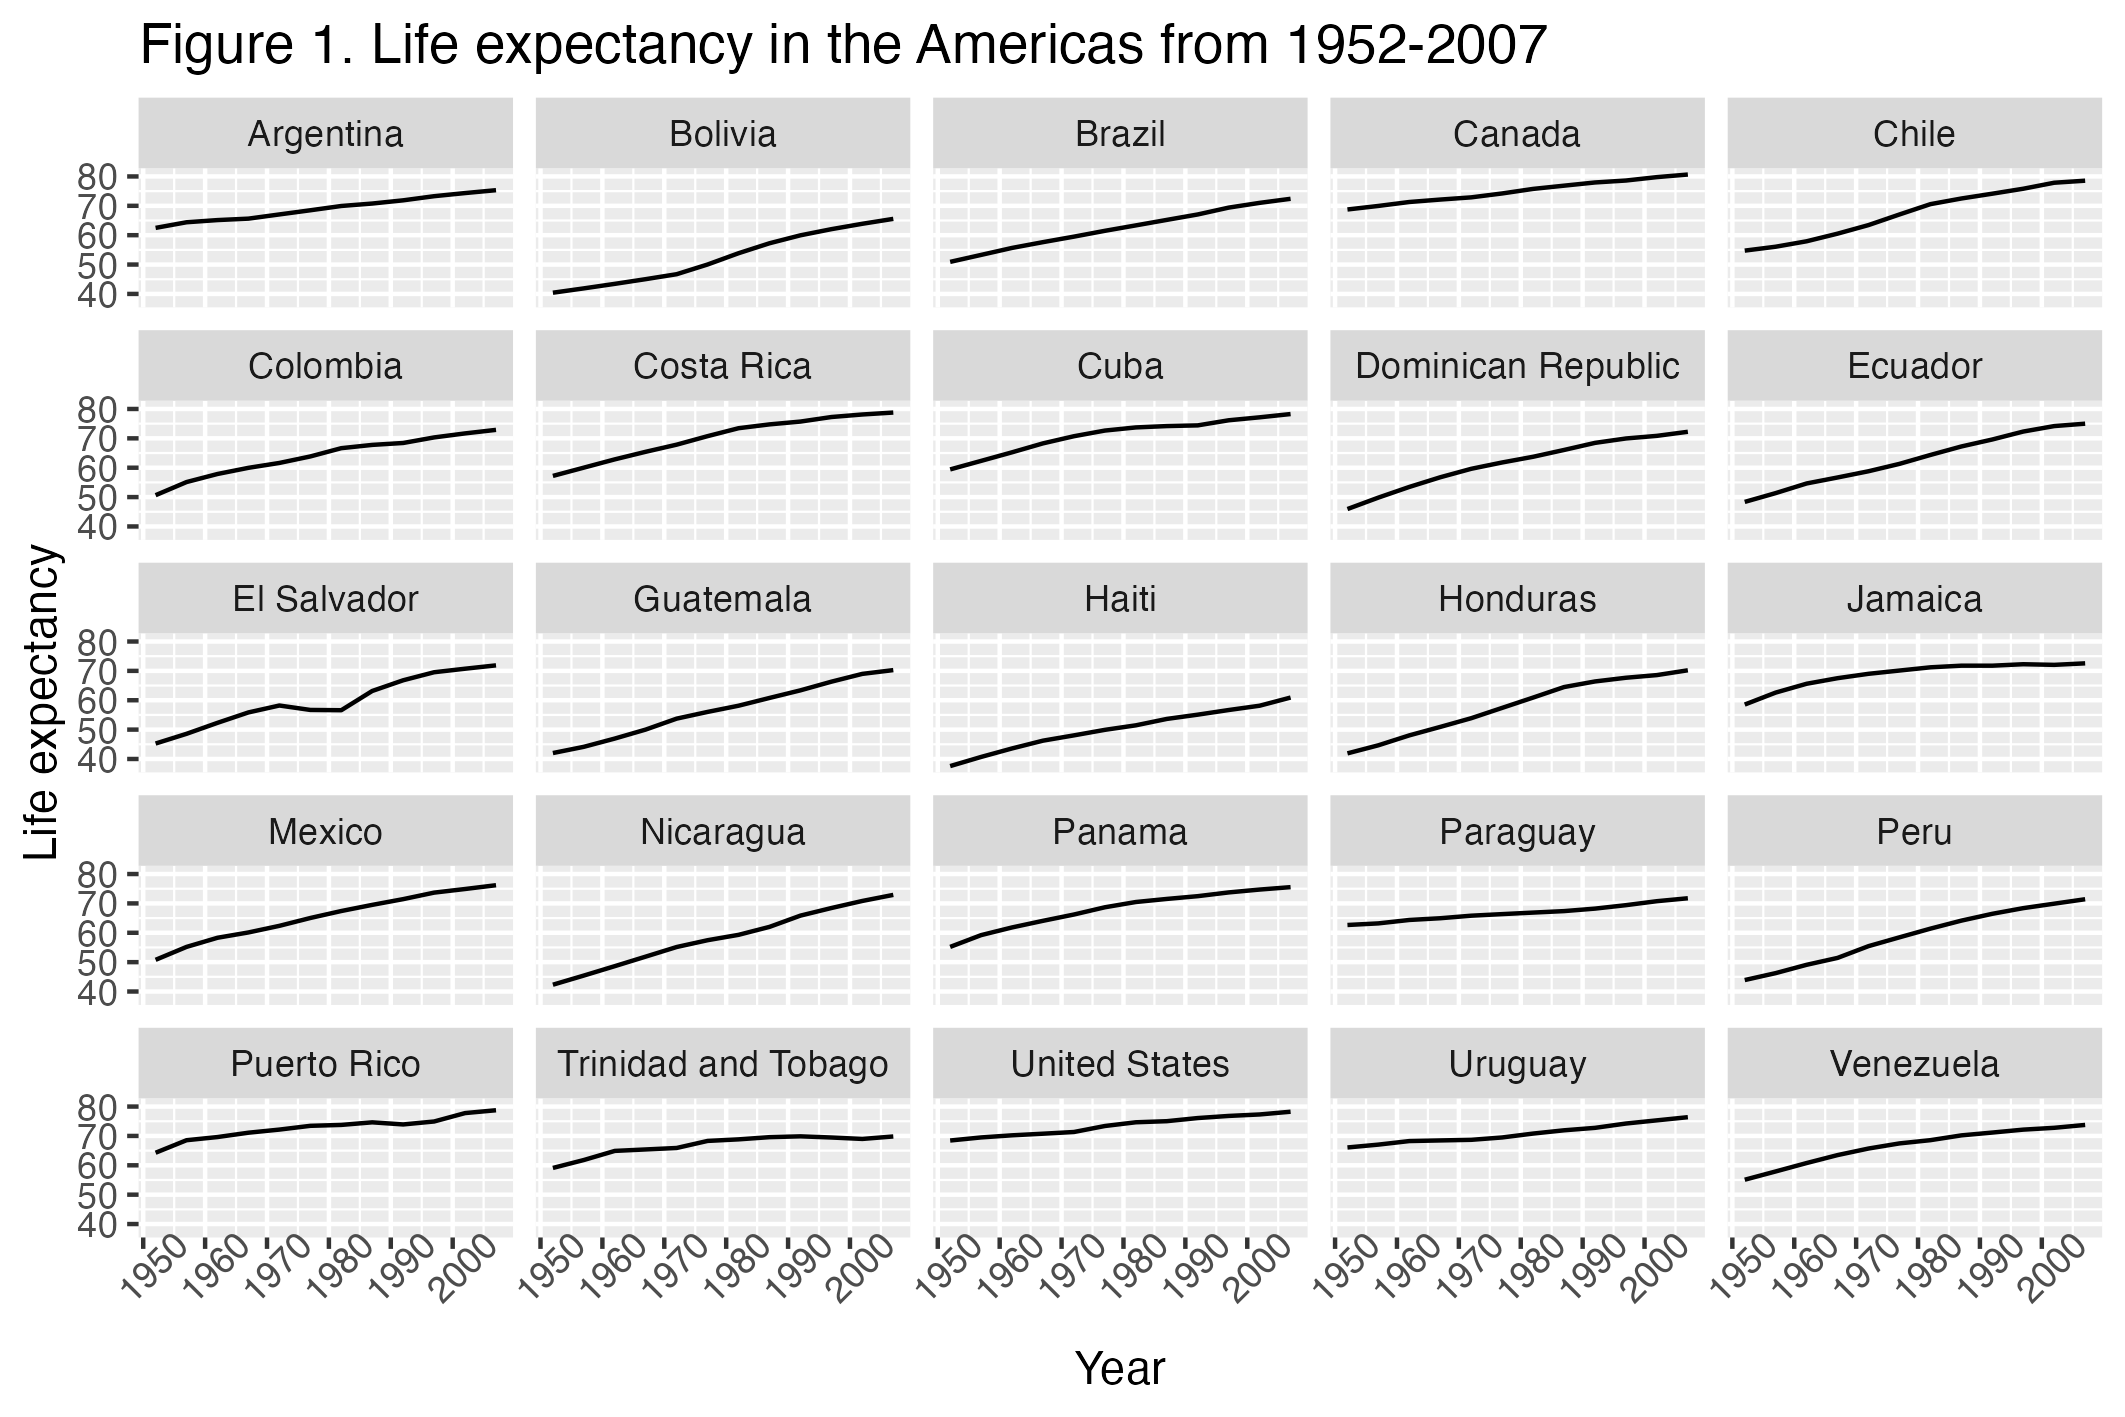 Figure 1. Life expectancy in the Americas from 1952-2007
Argentina Bolivia Brazil Canada Chile
80
70
60
50
40
Colombia Costa Rica Cuba Dominican Republic Ecuador
80
70
60
50
40
El Salvador Guatemala Haiti Honduras Jamaica
80
70
60
50
40
Life expectancy
Mexico Nicaragua Panama Paraguay Peru
80
70
60
50
40
Puerto Rico Trinidad and Tobago United States Uruguay Venezuela
80
70
60
50
40
1950 1960 1970 1980 1990 2000 1950 1960 1970 1980 1990 2000 1950 1960 1970 1980 1990 2000 1950 1960 1970 1980 1990 2000 1950 1960 1970 1980 1990 2000
Year